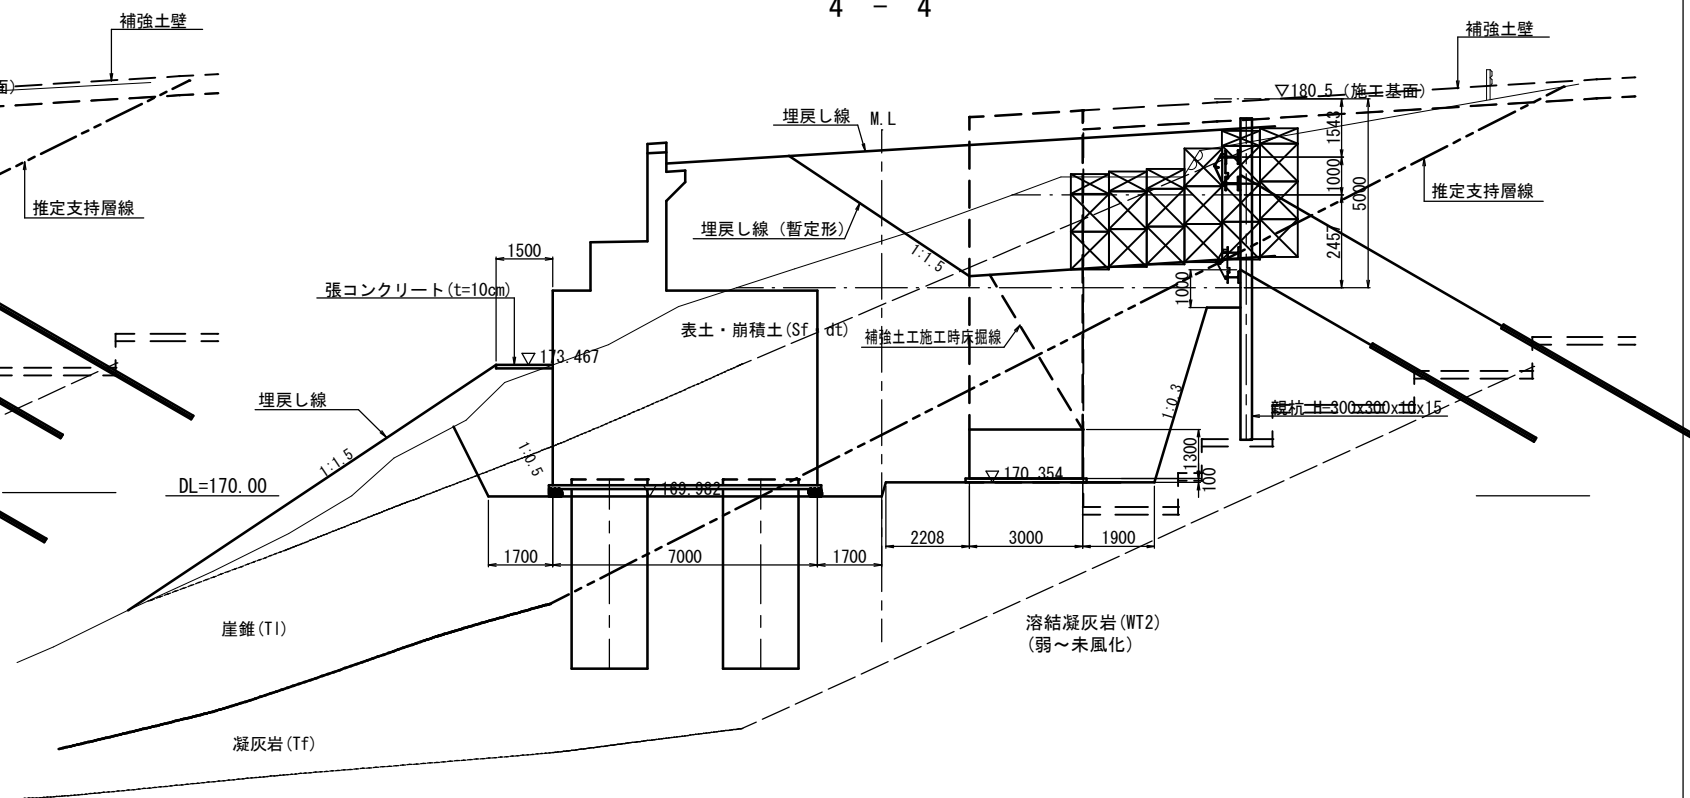 4 - 4
補強土壁
補強土壁
面)
▽180.5 (施工基面)
埋戻し線
M.L
1543
1000
5000
2457
推定支持層線
推定支持層線
埋戻し線 (暫定形)
1:1.5
1500
張コンクリート(t=10cm)
1000
表土・崩積土(Sf・dt)
補強土工施工時床掘線
▽173.467
埋戻し線
1:0.3
親杭 H=300x300x10x15
1:1.5
1:0.5
1300
100
DL=170.00
▽169.982
▽170.354
2208
3000
1900
1700
7000
1700
崖錐(Tl)
溶結凝灰岩(WT2)
(弱～未風化)
凝灰岩(Tf)